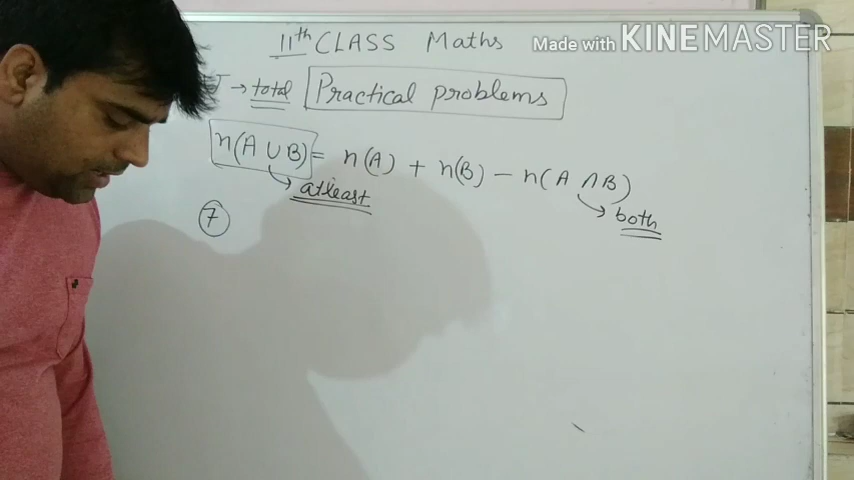 11th CLASS Maths
Made with KINEMASTER
→ total Practical problems
n(A ∪ B) = n(A) + n(B) - n(A ∩ B)
→ atleast
→ both
7